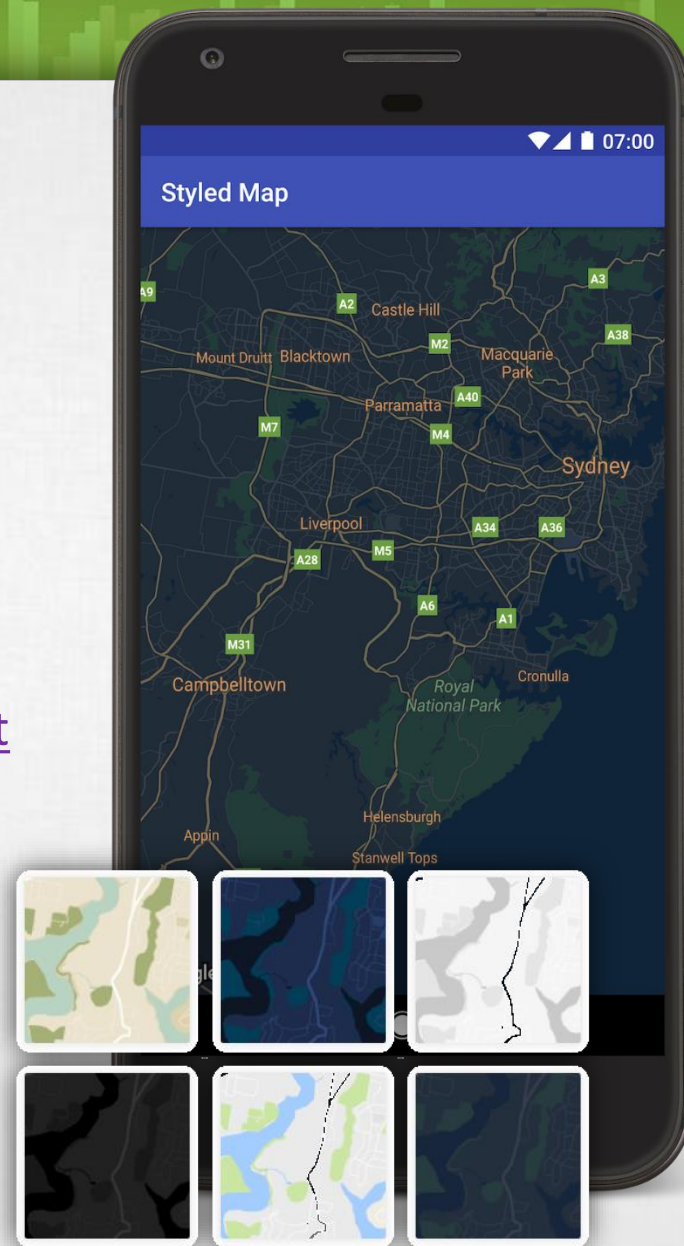 07:00
Styled Map
A9
A3
A2
Castle Hill
A38
M2
Mount Druitt
Blacktown
Macquarie
Park
A40
Parramatta
M7
M4
Sydney
Liverpool
A34
A36
M5
A28
A6
A1
M31
Campbelltown
Cronulla
Royal
National Park
Helensburgh
Appin
Stanwell Tops